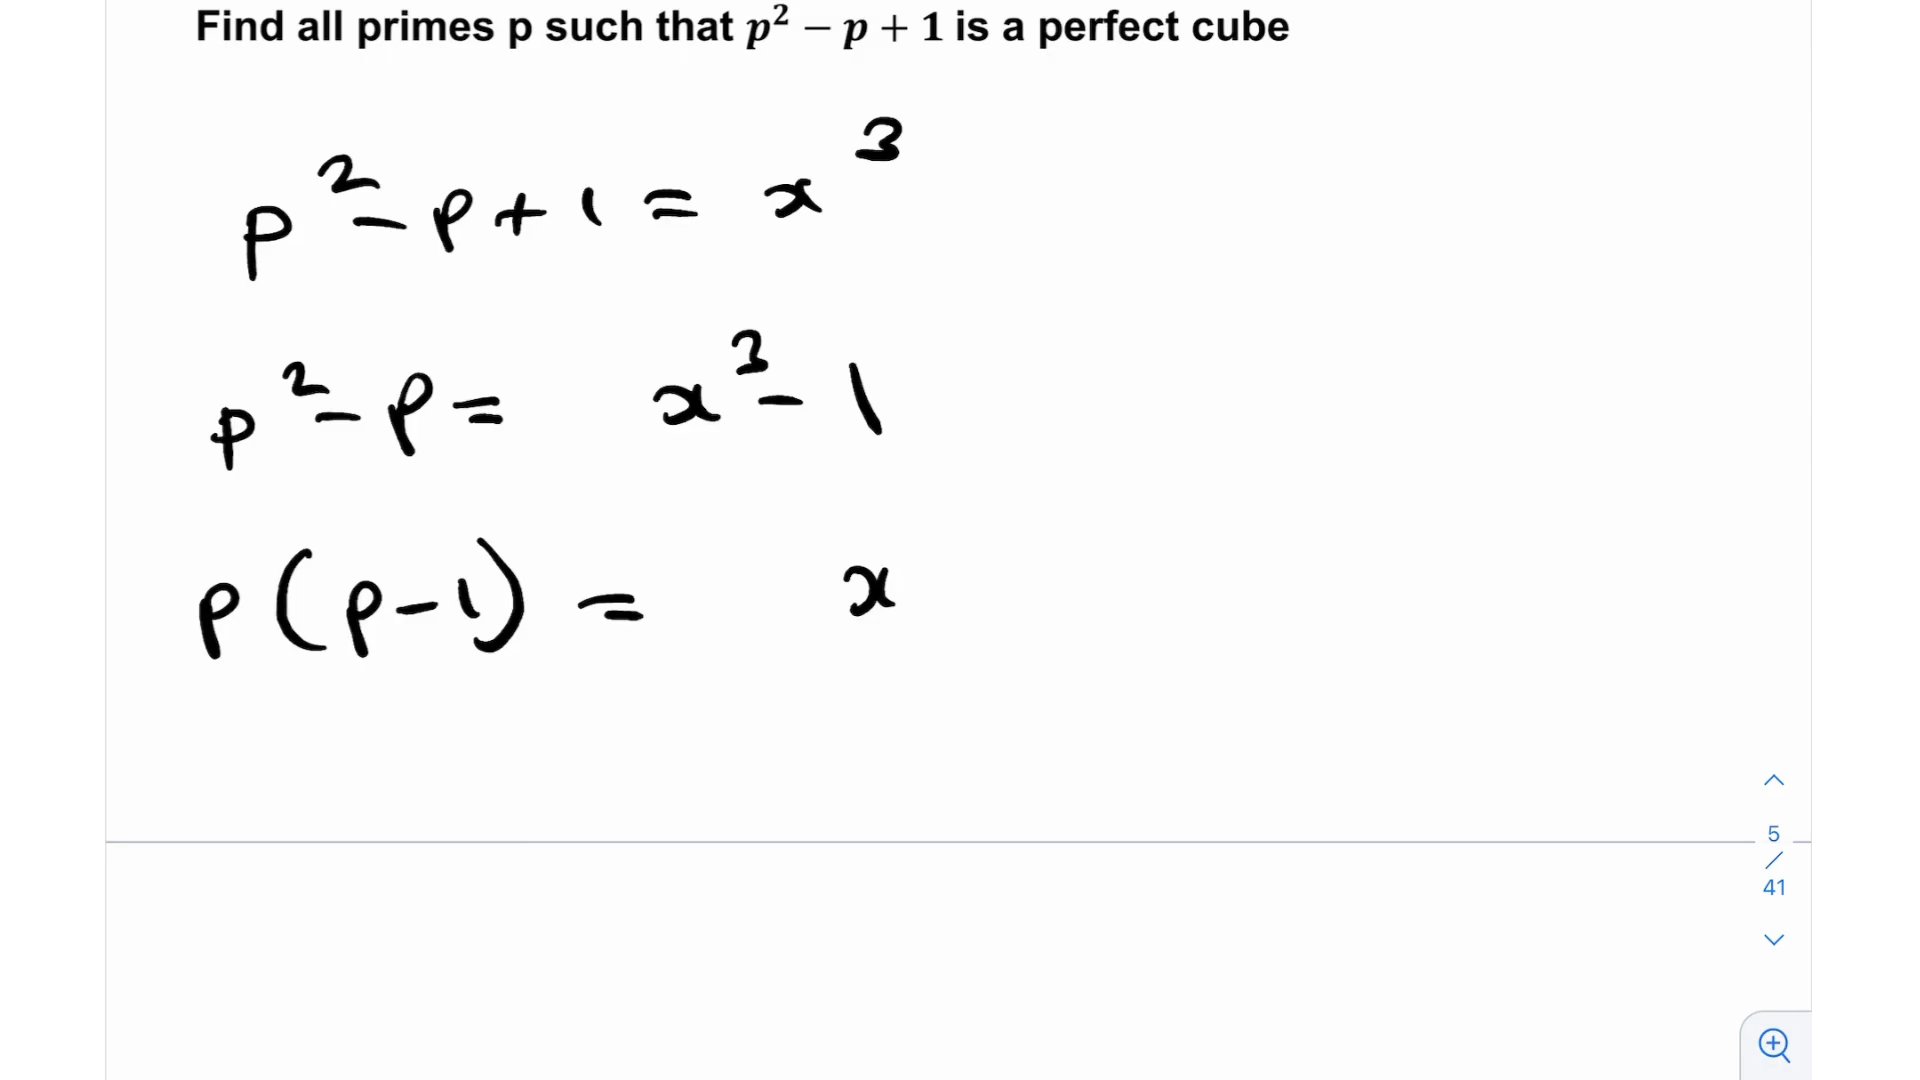 Find all primes p such that p² − p + 1 is a perfect cube
p² - p + 1 = x³
p² - p = x³ - 1
p(p-1) = x
5
/
41